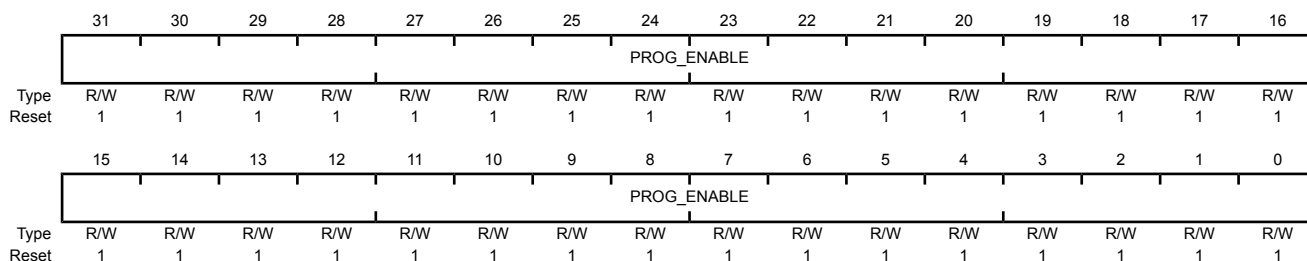 31 30 29 28 27 26 25 24 23 22 21 20 19 18 17 16
PROG_ENABLE
Type R/W R/W R/W R/W R/W R/W R/W R/W R/W R/W R/W R/W R/W R/W R/W R/W
Reset 1 1 1 1 1 1 1 1 1 1 1 1 1 1 1 1
15 14 13 12 11 10 9 8 7 6 5 4 3 2 1 0
PROG_ENABLE
Type R/W R/W R/W R/W R/W R/W R/W R/W R/W R/W R/W R/W R/W R/W R/W R/W
Reset 1 1 1 1 1 1 1 1 1 1 1 1 1 1 1 1